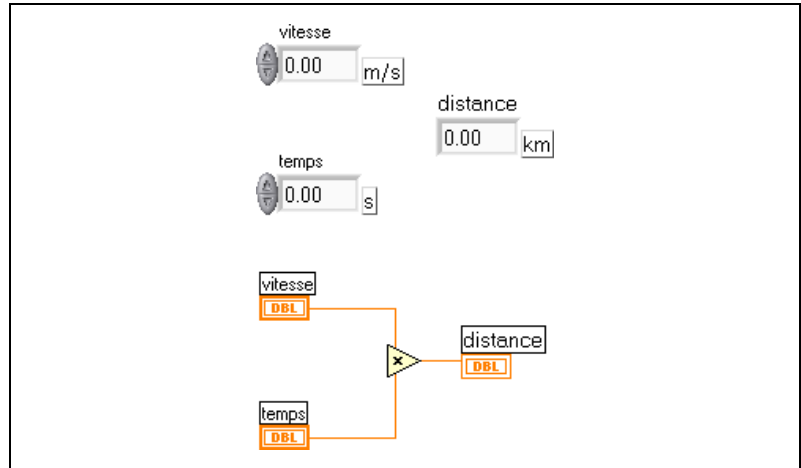 vitesse
0.00 m/s
distance
0.00 km
temps
0.00 s
vitesse
DBL
distance
× DBL
temps
DBL